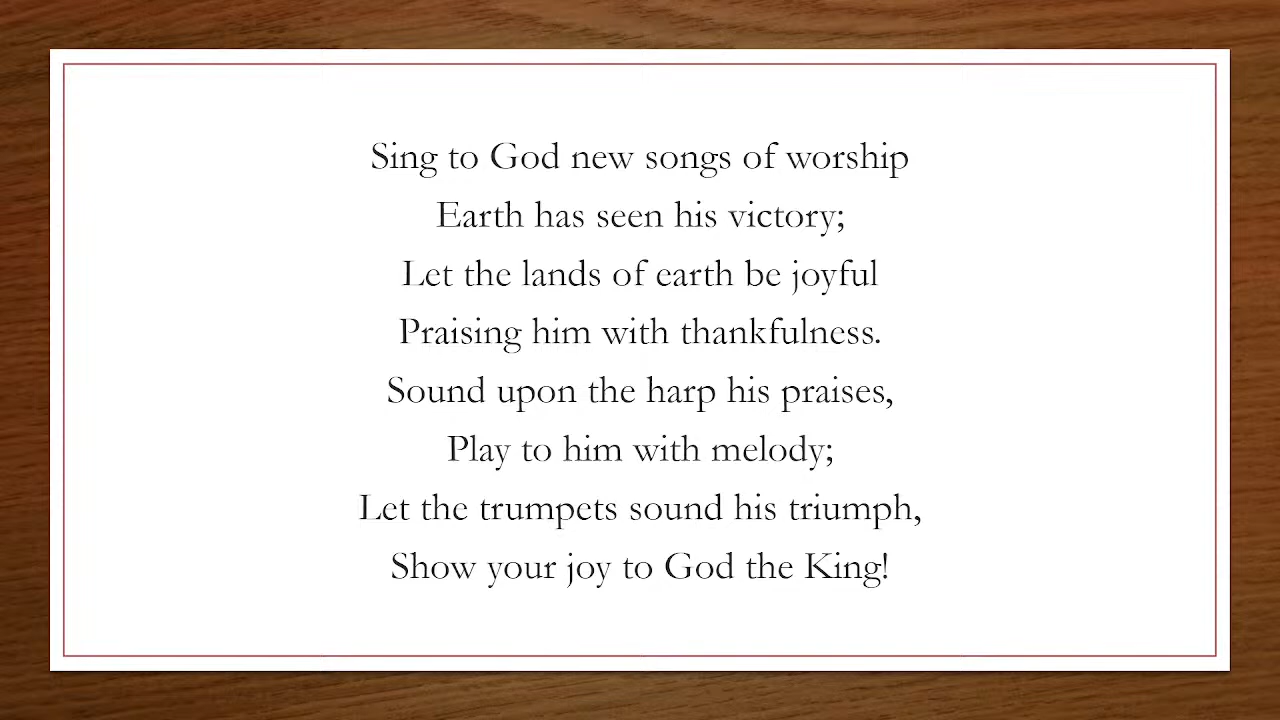 Sing to God new songs of worship
Earth has seen his victory;
Let the lands of earth be joyful
Praising him with thankfulness.
Sound upon the harp his praises,
Play to him with melody;
Let the trumpets sound his triumph,
Show your joy to God the King!